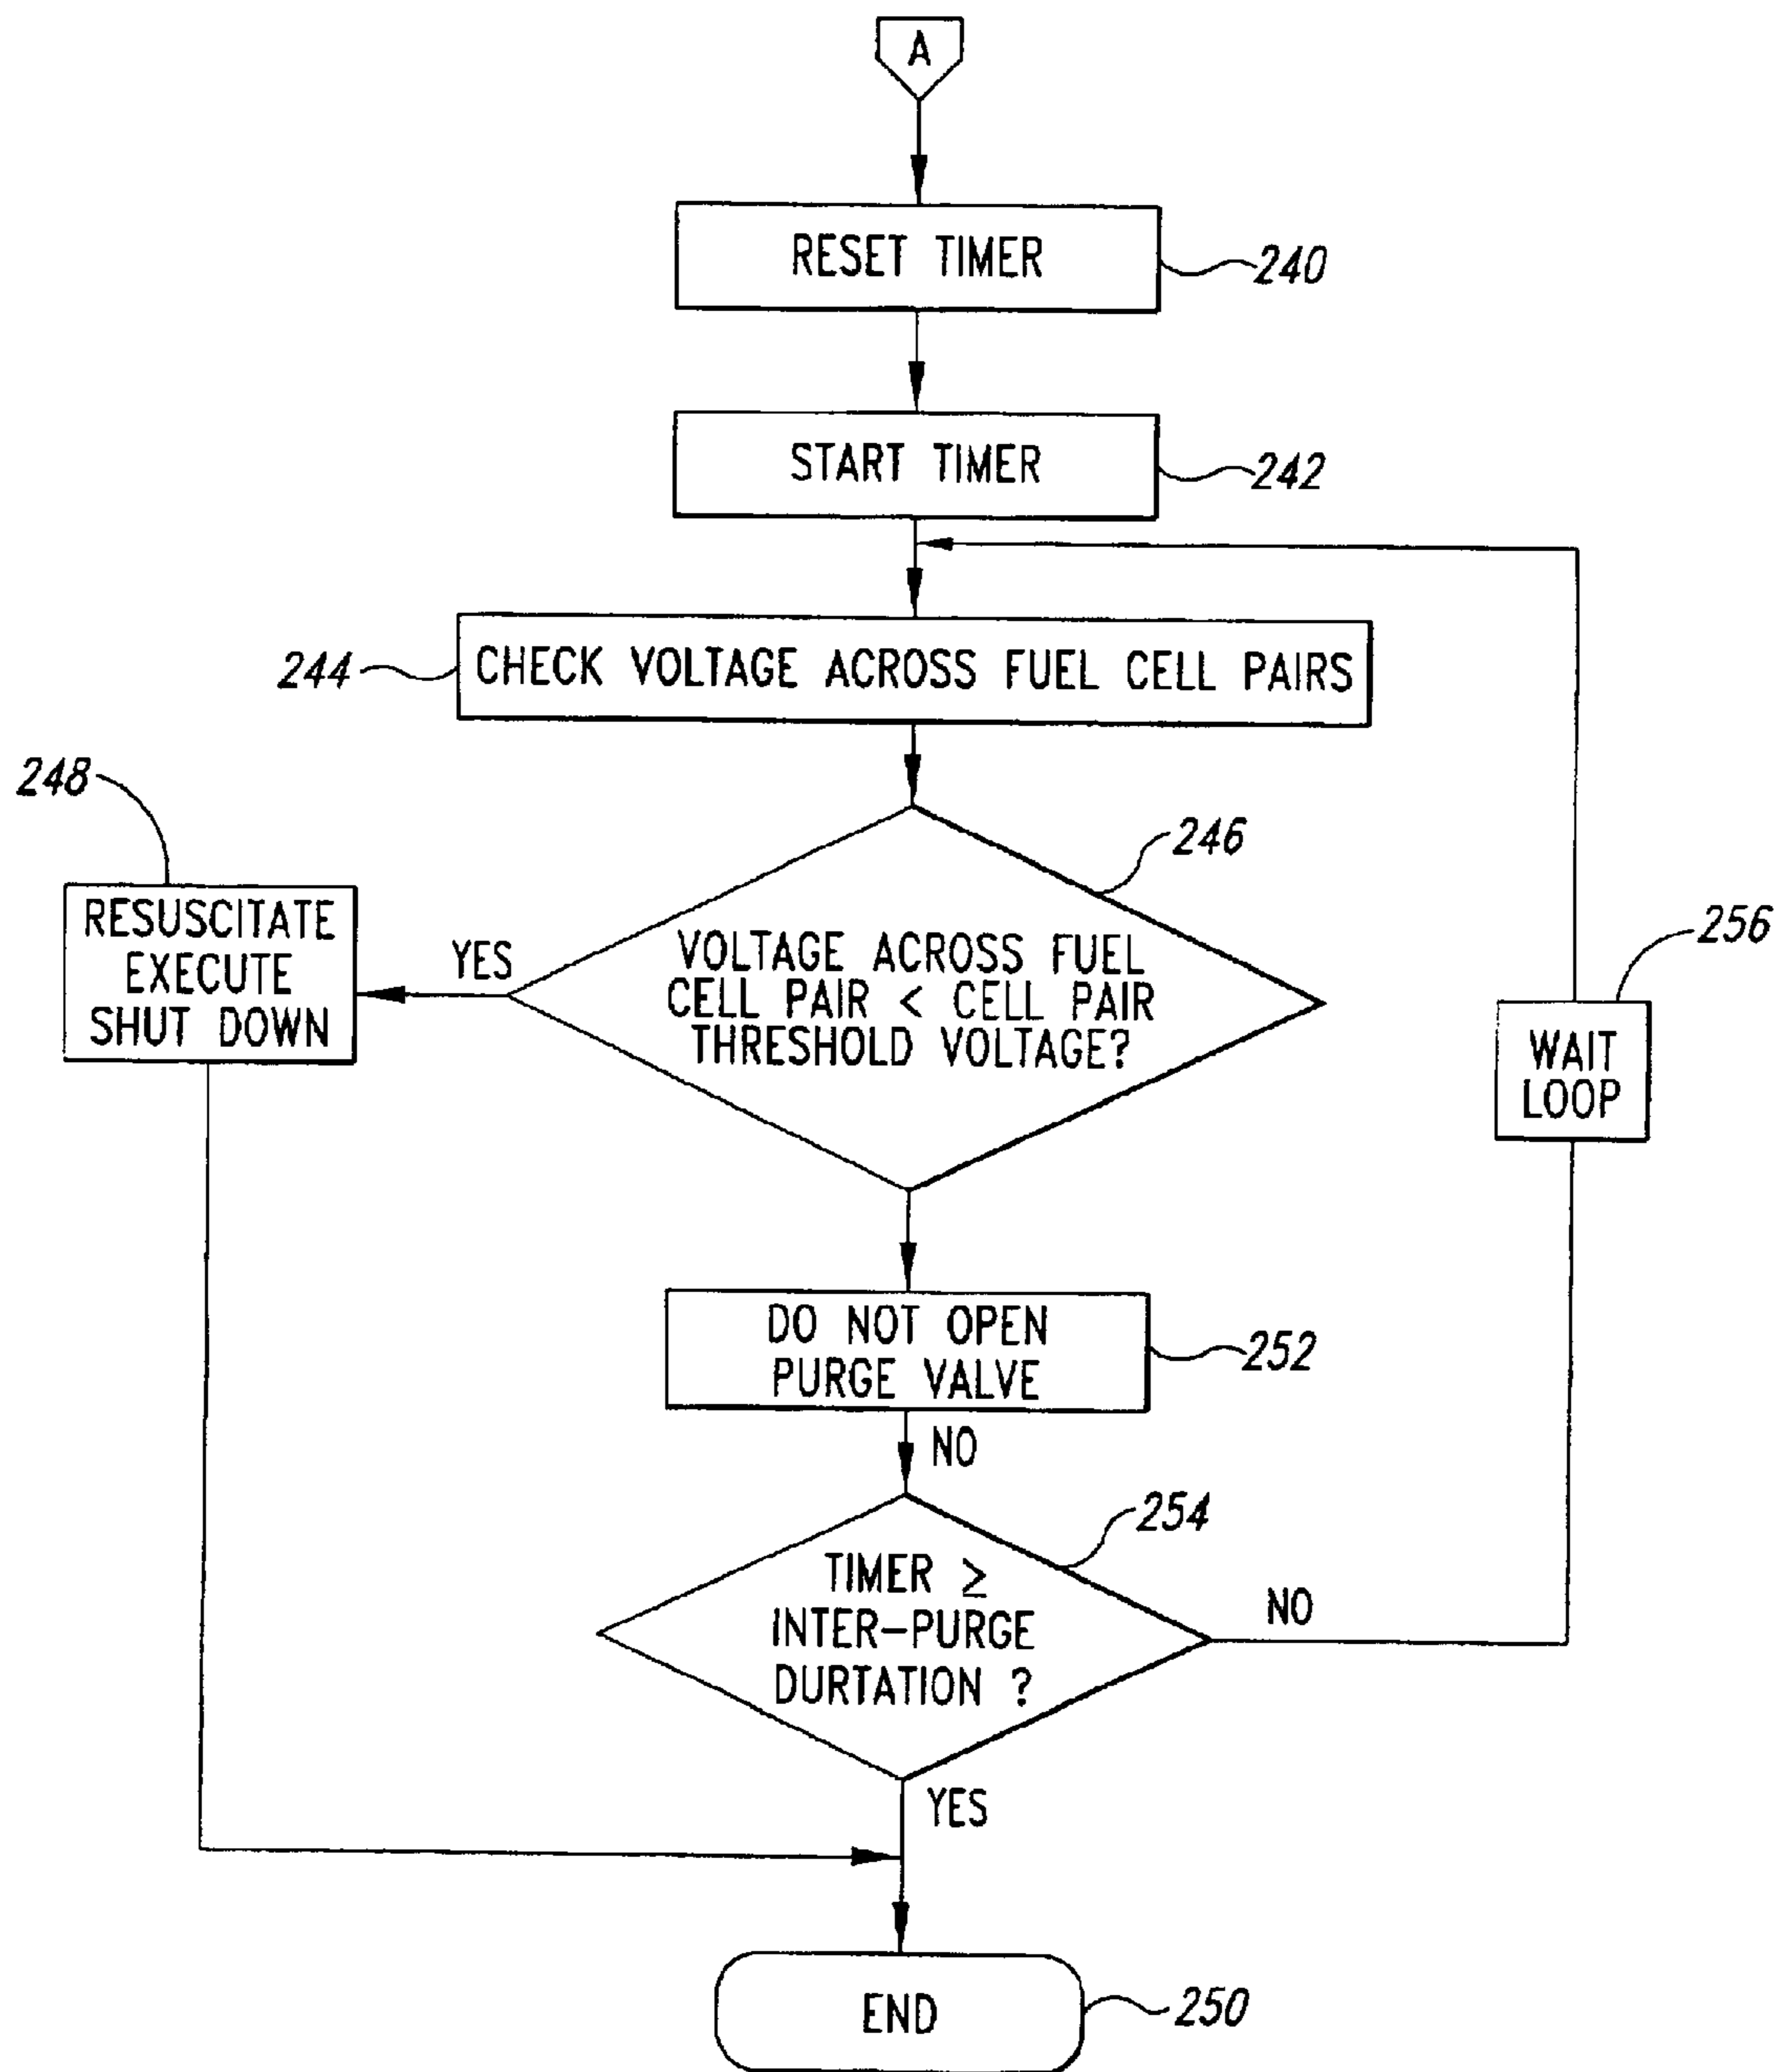 A
RESET TIMER
240
START TIMER
242
244
CHECK VOLTAGE ACROSS FUEL CELL PAIRS
248
246
RESUSCITATE
EXECUTE
SHUT DOWN
YES
VOLTAGE ACROSS FUEL
CELL PAIR < CELL PAIR
THRESHOLD VOLTAGE?
256
WAIT
LOOP
DO NOT OPEN
PURGE VALVE
252
NO
254
TIMER ≥
INTER-PURGE
DURTATION ?
NO
YES
END
250